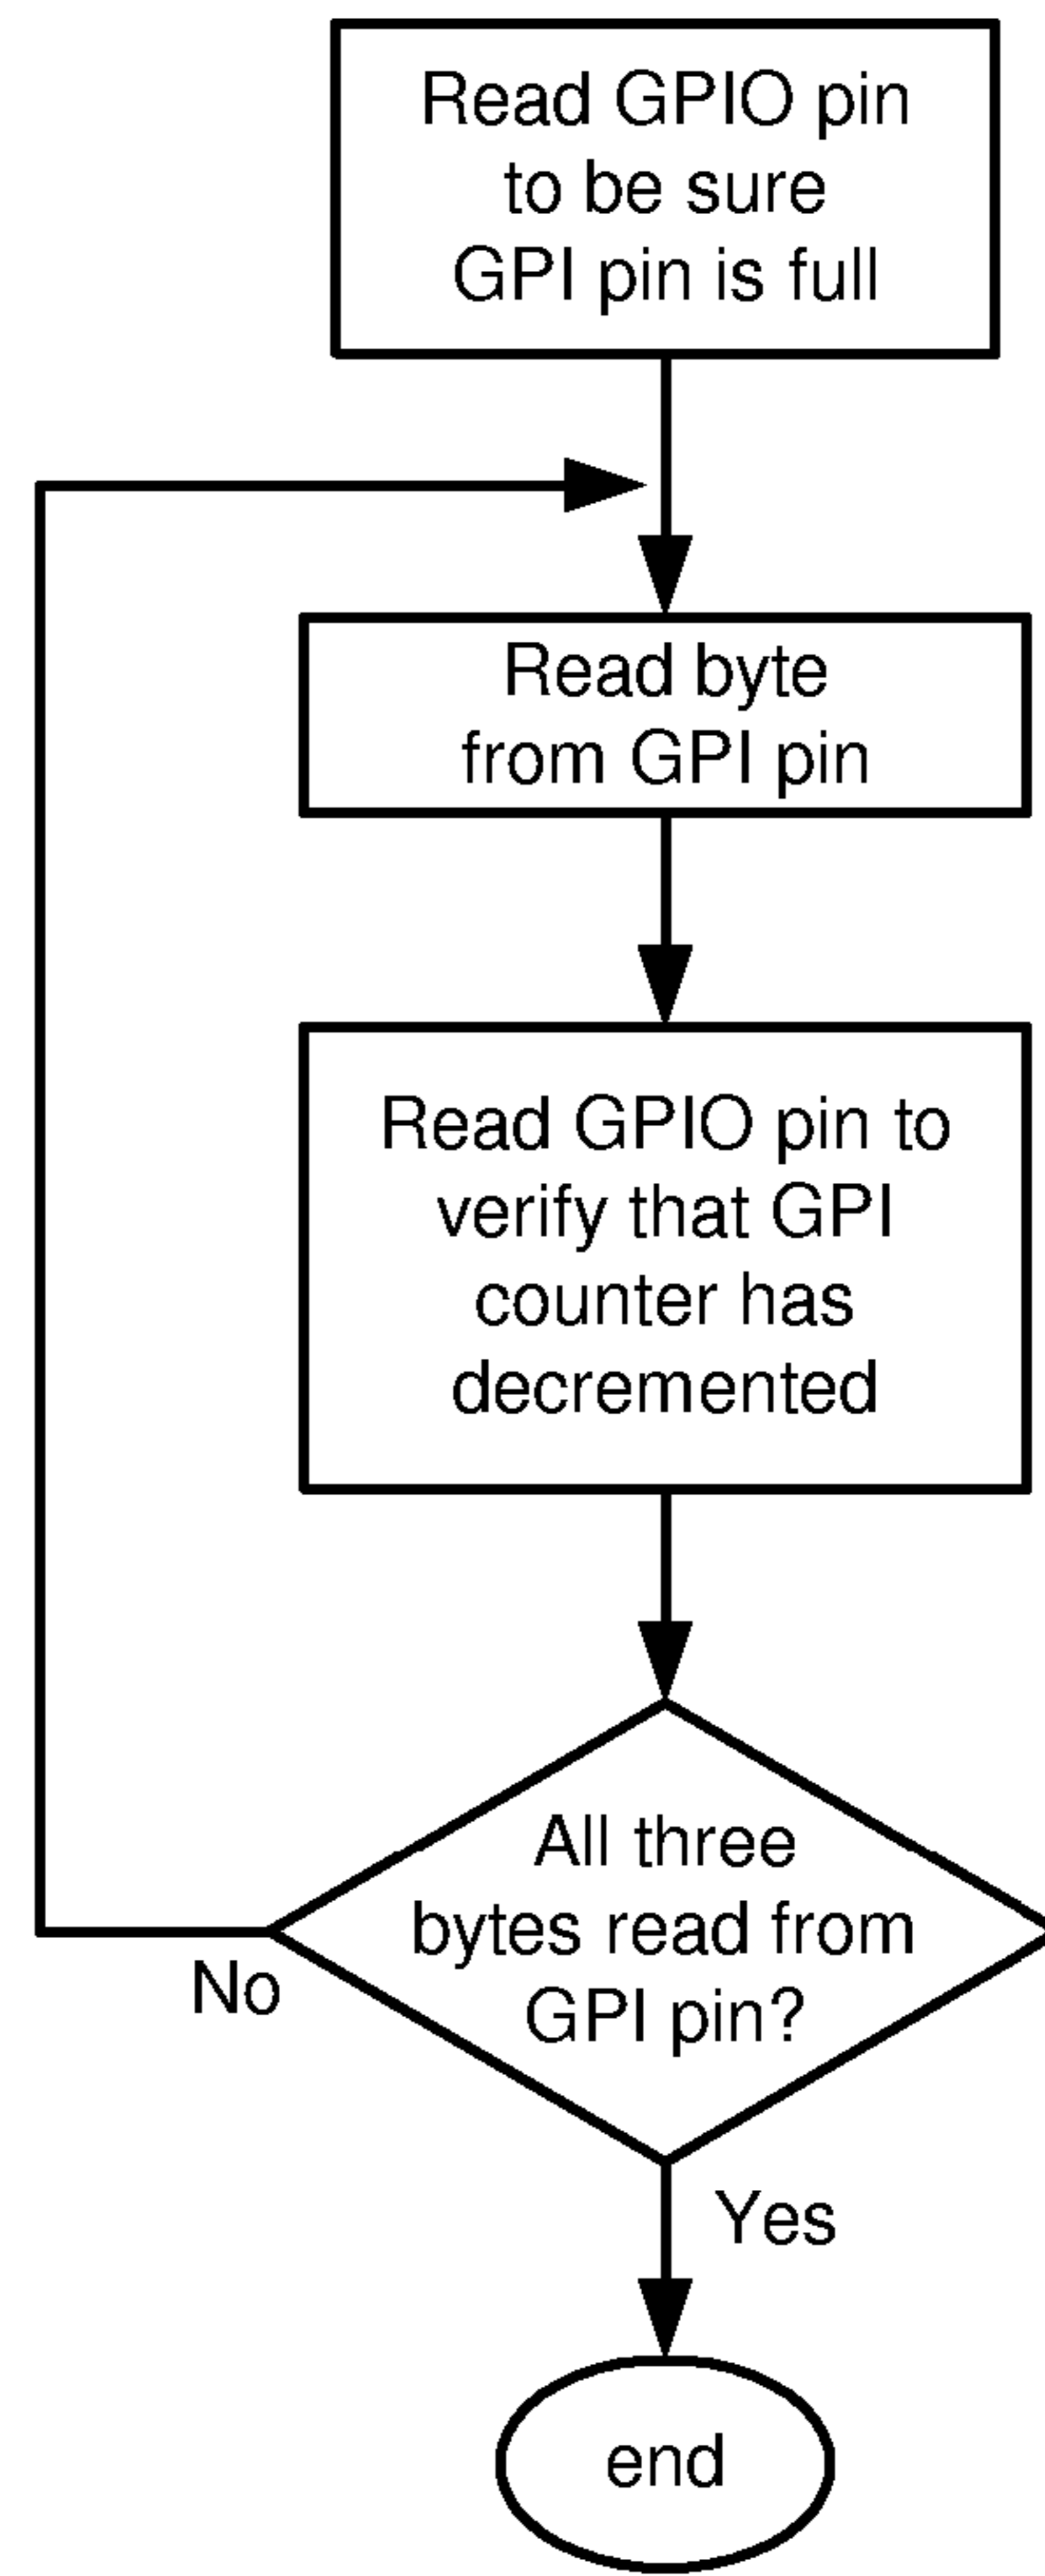 Read GPIO pin
to be sure
GPI pin is full
Read byte
from GPI pin
Read GPIO pin to
verify that GPI
counter has
decremented
All three
bytes read from
GPI pin?
No
Yes
end